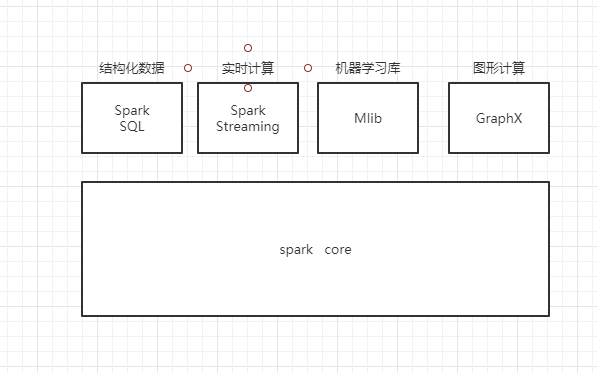 结构化数据
实时计算
机器学习库
图形计算
Spark
SQL
Spark
Streaming
Mlib
GraphX
spark core